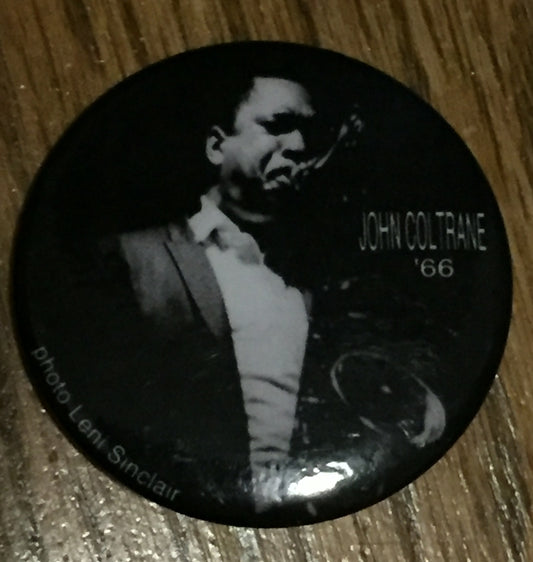 JOHN COLTRANE
'66
photo Leni Sinclair